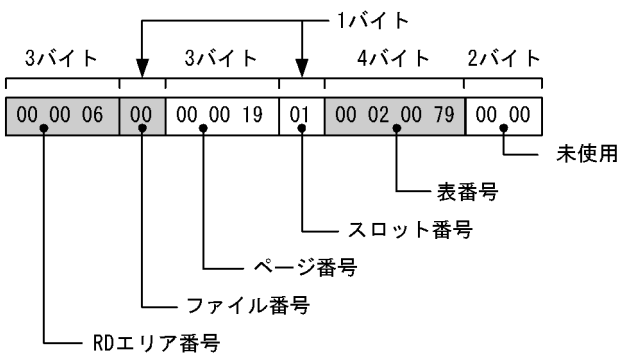 1バイト
3バイト 3バイト 4バイト 2バイト
00 00 06 00 00 00 19 01 00 02 00 79 00 00
未使用
表番号
スロット番号
ページ番号
ファイル番号
RDエリア番号